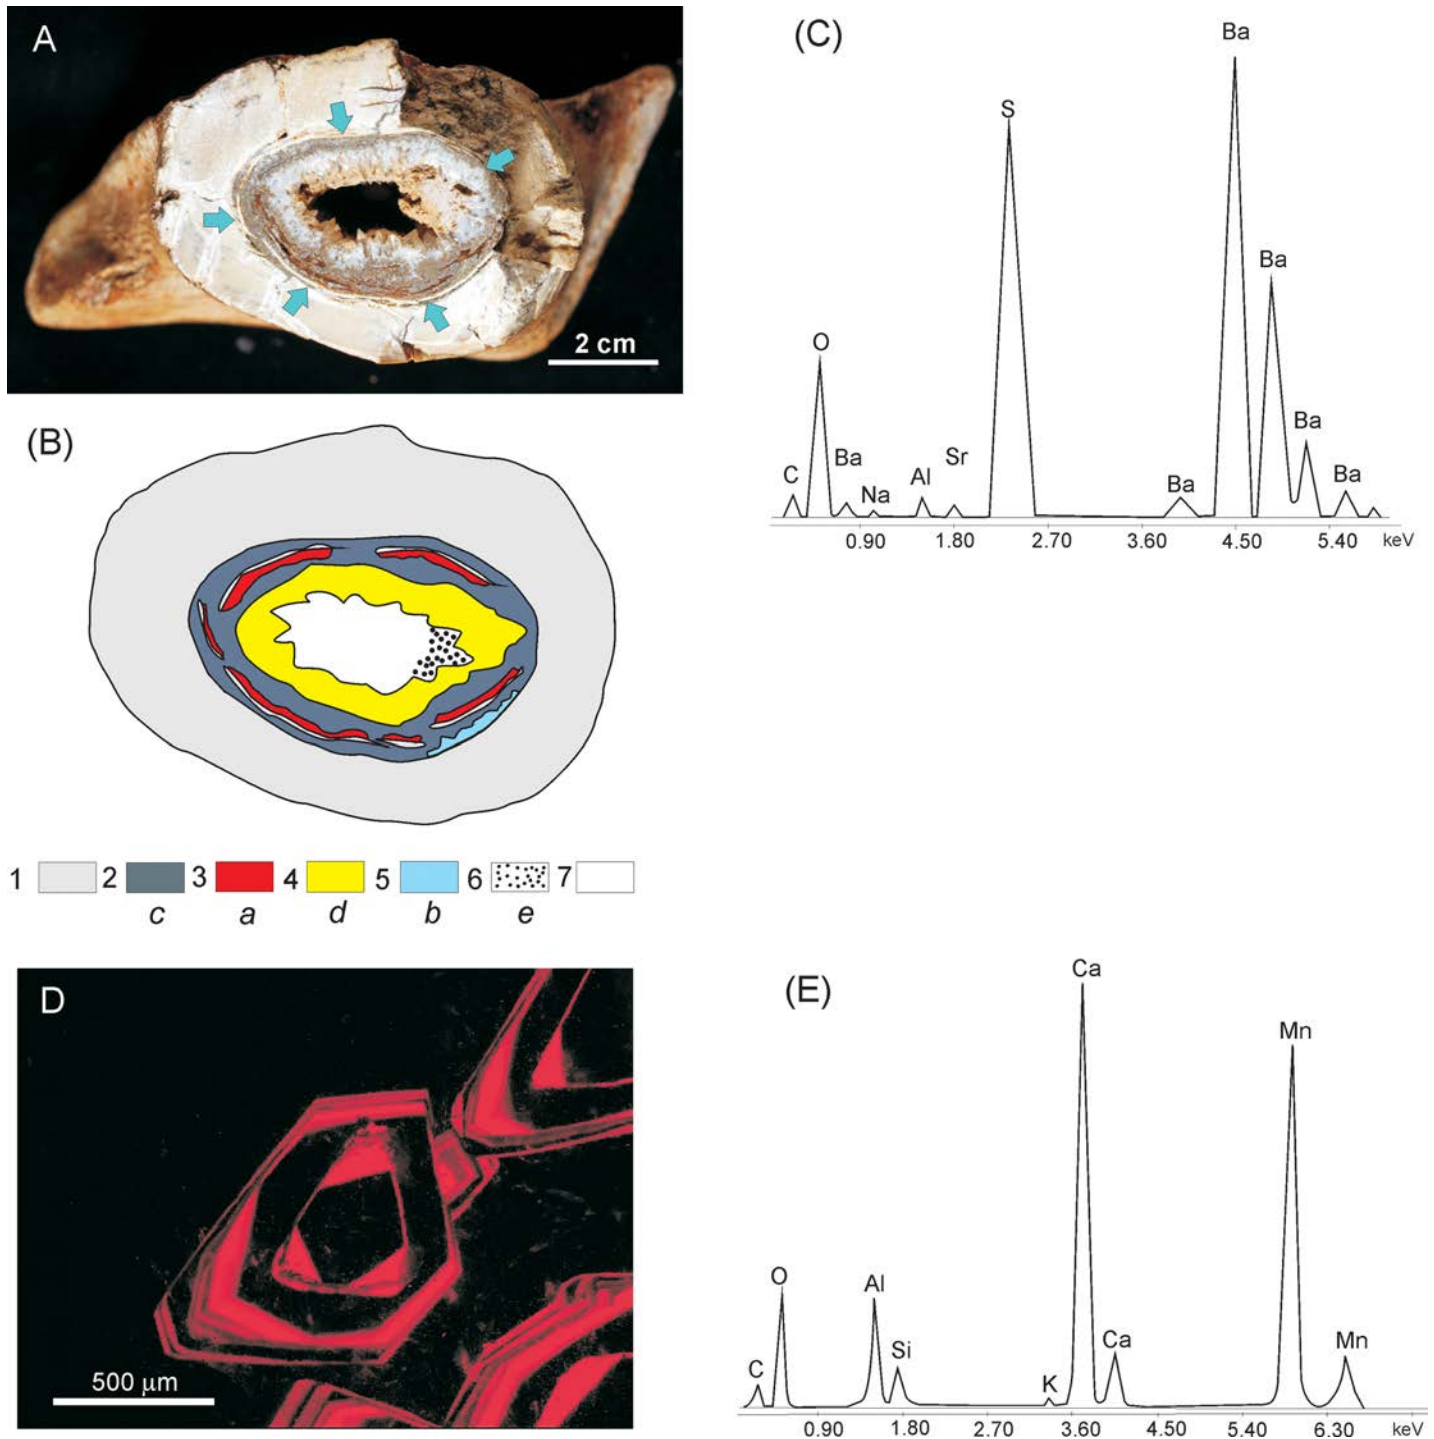 A
2 cm
(B)
1 2 3 4 5 6 7
c a d b e
(C)
Ba
S
Ba
O
Ba
Ba
Sr
C
Na
Al
Ba
Ba
0.90 1.80 2.70 3.60 4.50 5.40 keV
D
500 µm
(E)
Ca
Mn
O
Al
Si
Ca
Mn
C
K
0.90 1.80 2.70 3.60 4.50 5.40 6.30 keV